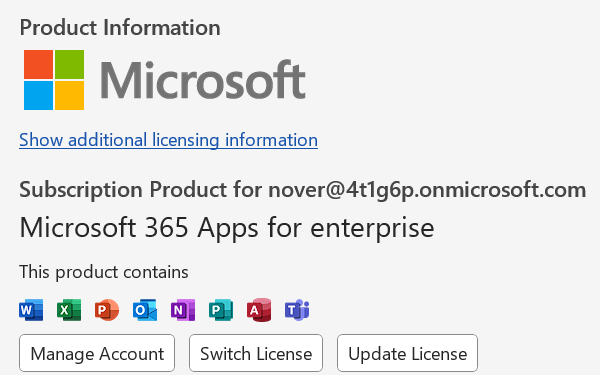 Product Information
Microsoft
Show additional licensing information
Subscription Product for nover@4t1g6p.onmicrosoft.com
Microsoft 365 Apps for enterprise
This product contains
W X P O N P A T
Manage Account Switch License Update License